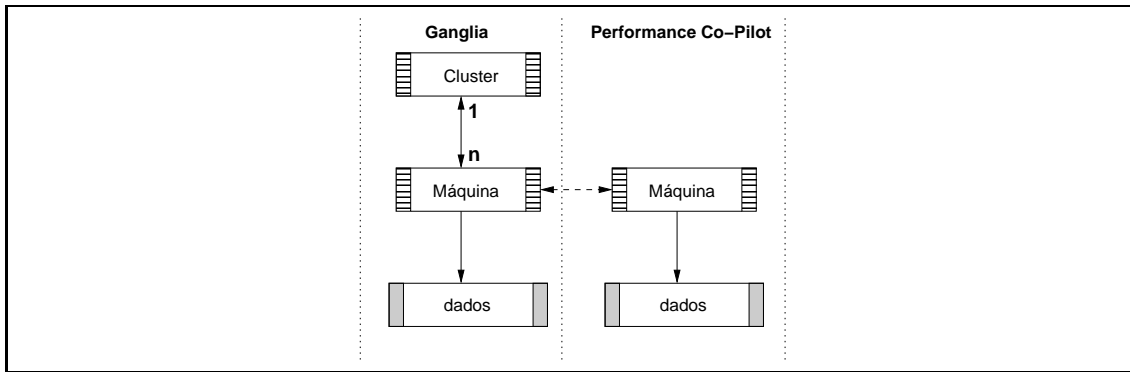 Ganglia Performance Co−Pilot
Cluster
1
n
Máquina Máquina
dados dados